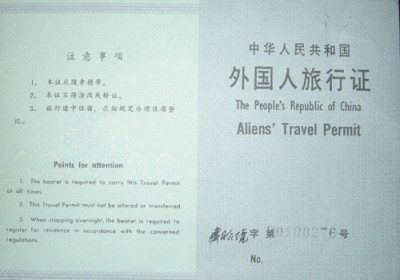 注意事项
1. 本证应随身携带。
2. 本证不得涂改或转让。
3. 旅行途中住宿，应按规定办理住宿登
记。
Points for attention
1. The bearer is required to carry this Travel Permit
at all times.
2. This Travel Permit must not be altered or transferred.
3. When stopping overnight, the bearer is required to
register for residence in accordance with the concerned
regulations.
中华人民共和国
外国人旅行证
The People's Republic of China
Aliens' Travel Permit
字第 0100276 号
No.